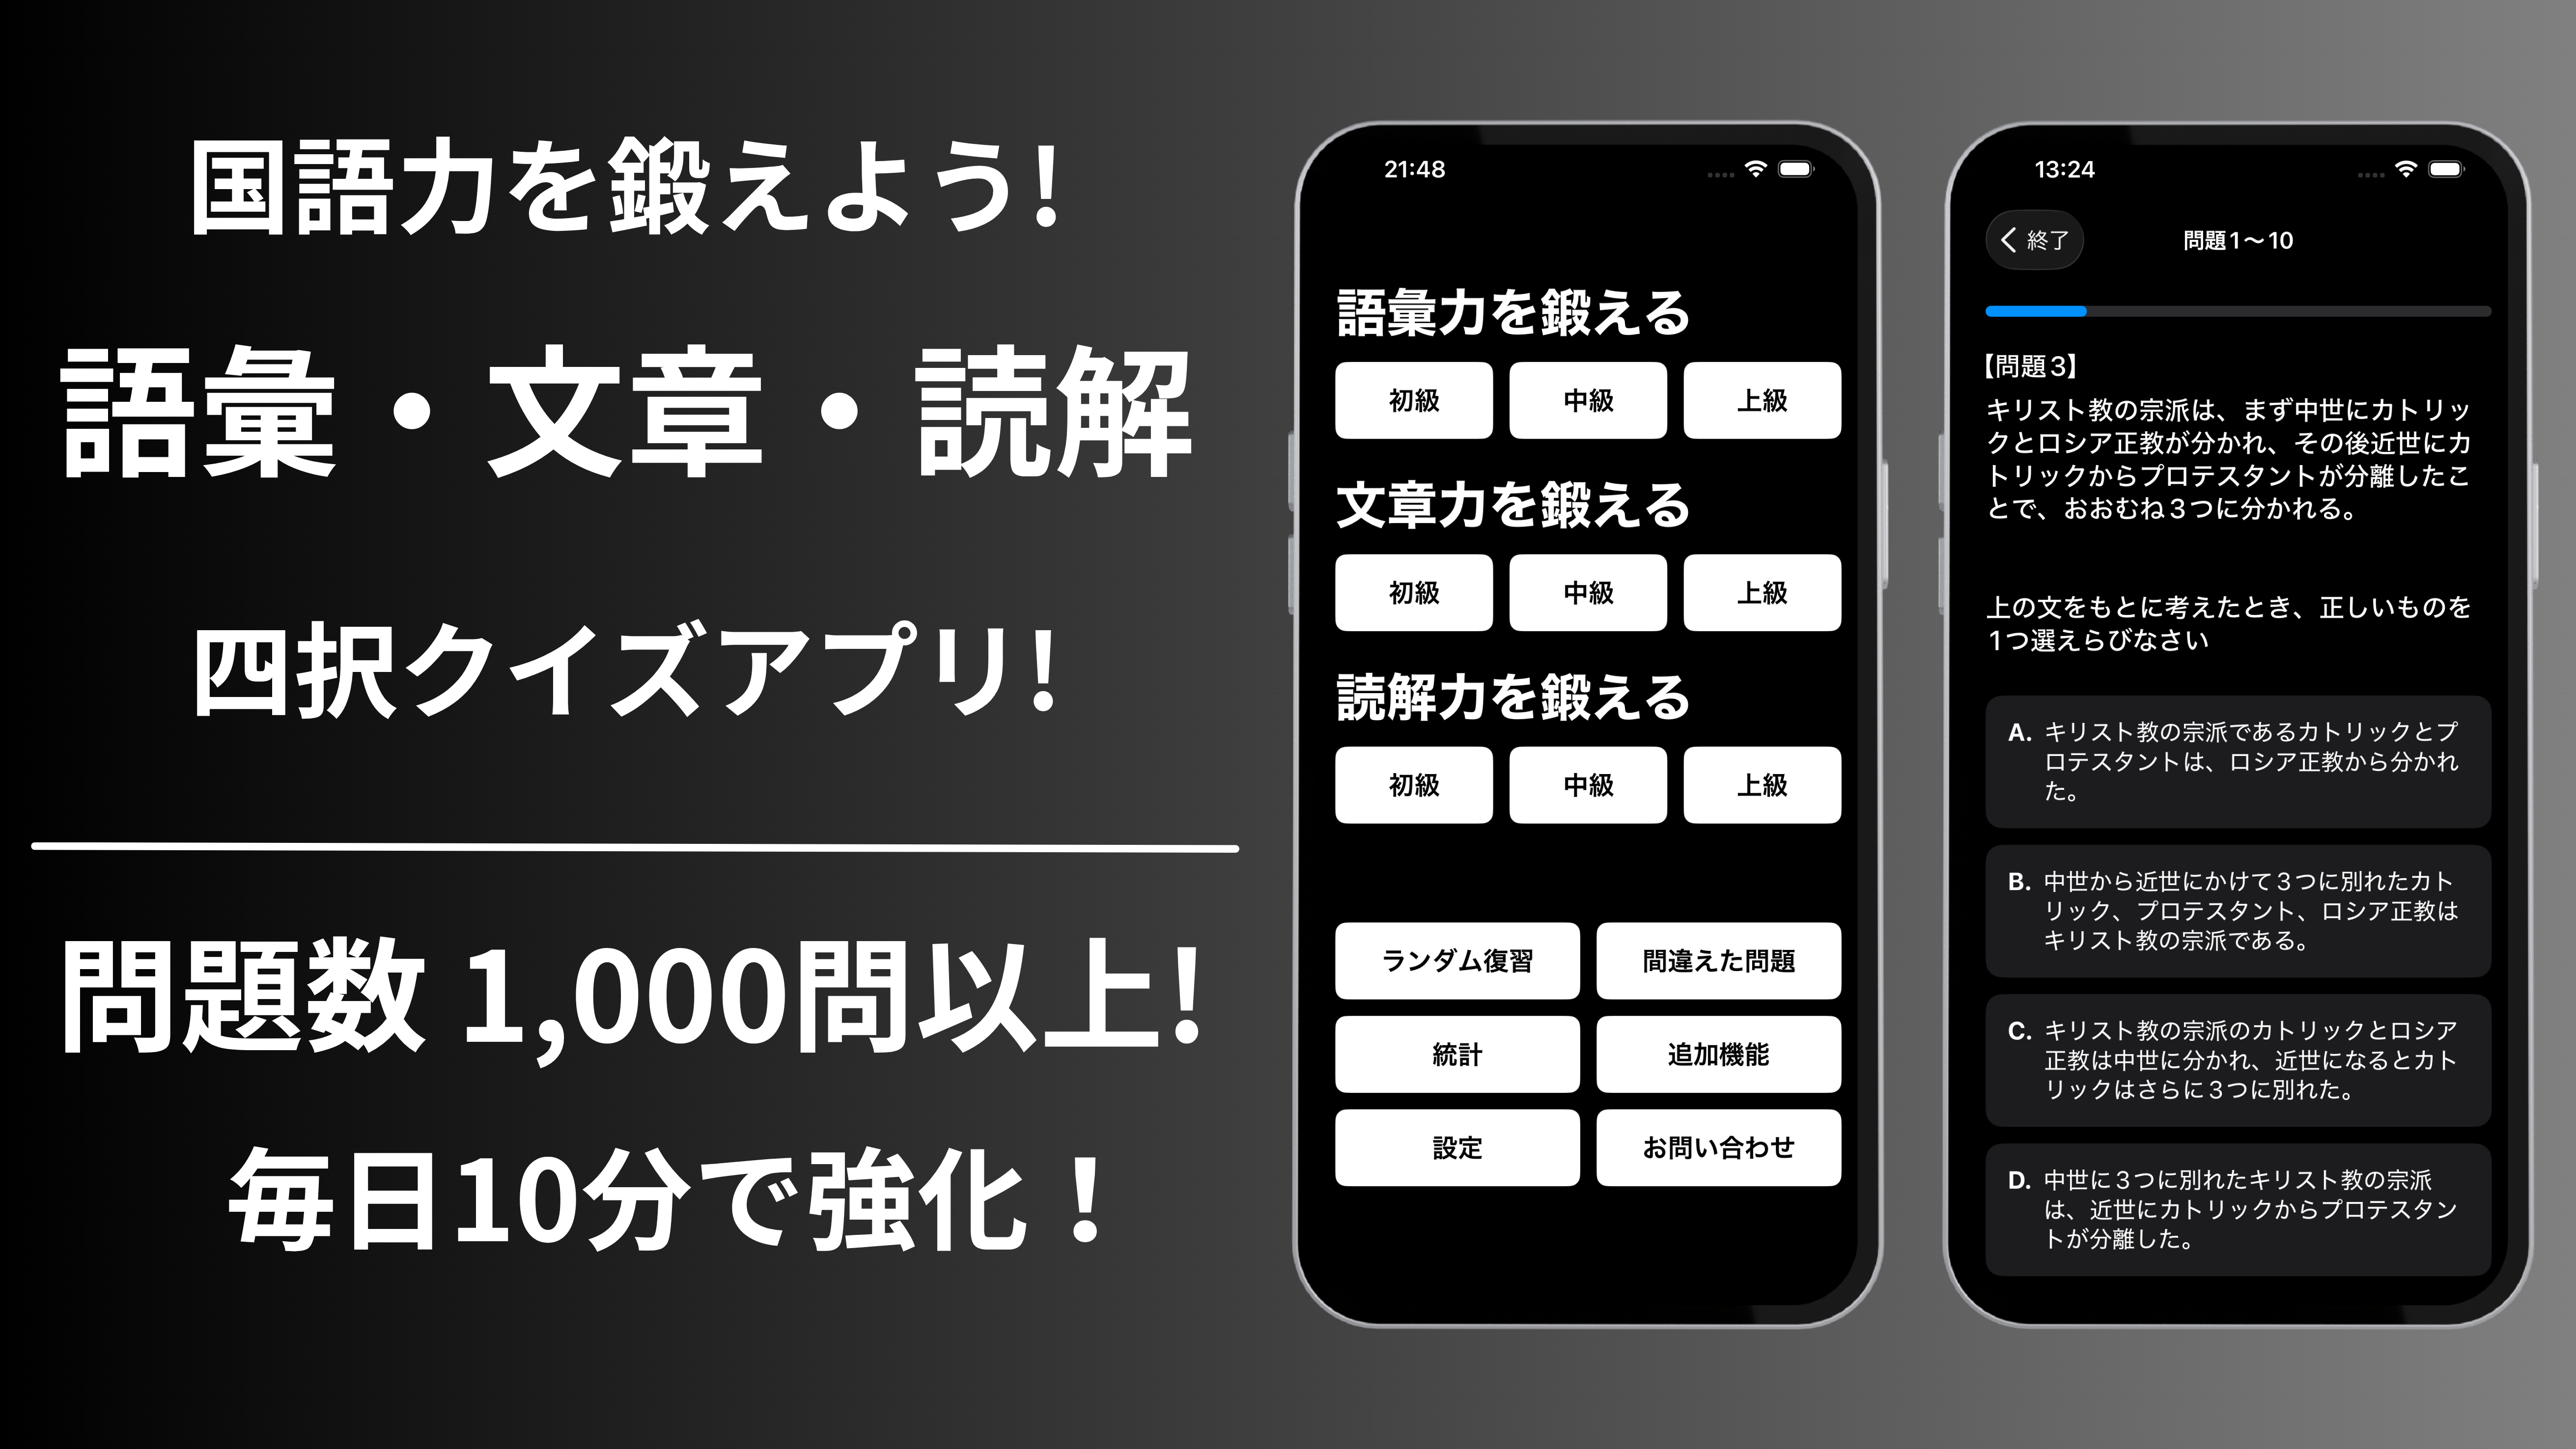 国語力を鍛えよう!
語彙・文章・読解
四択クイズアプリ!
問題数 1,000問以上!
毎日10分で強化！
21:48
語彙力を鍛える
初級 中級 上級
文章力を鍛える
初級 中級 上級
読解力を鍛える
初級 中級 上級
ランダム復習 間違えた問題
統計 追加機能
設定 お問い合わせ
13:24
終了 問題1〜10
【問題3】
キリスト教の宗派は、まず中世にカトリッ
クとロシア正教が分かれ、その後近世にカ
トリックからプロテスタントが分離したこ
とで、おおむね3つに分かれる。
上の文をもとに考えたとき、正しいものを
1つ選えらびなさい
A. キリスト教の宗派であるカトリックとプ
ロテスタントは、ロシア正教から分かれ
た。
B. 中世から近世にかけて3つに別れたカト
リック、プロテスタント、ロシア正教は
キリスト教の宗派である。
C. キリスト教の宗派のカトリックとロシア
正教は中世に分かれ、近世になるとカト
リックはさらに3つに別れた。
D. 中世に3つに別れたキリスト教の宗派
は、近世にカトリックからプロテスタン
トが分離した。